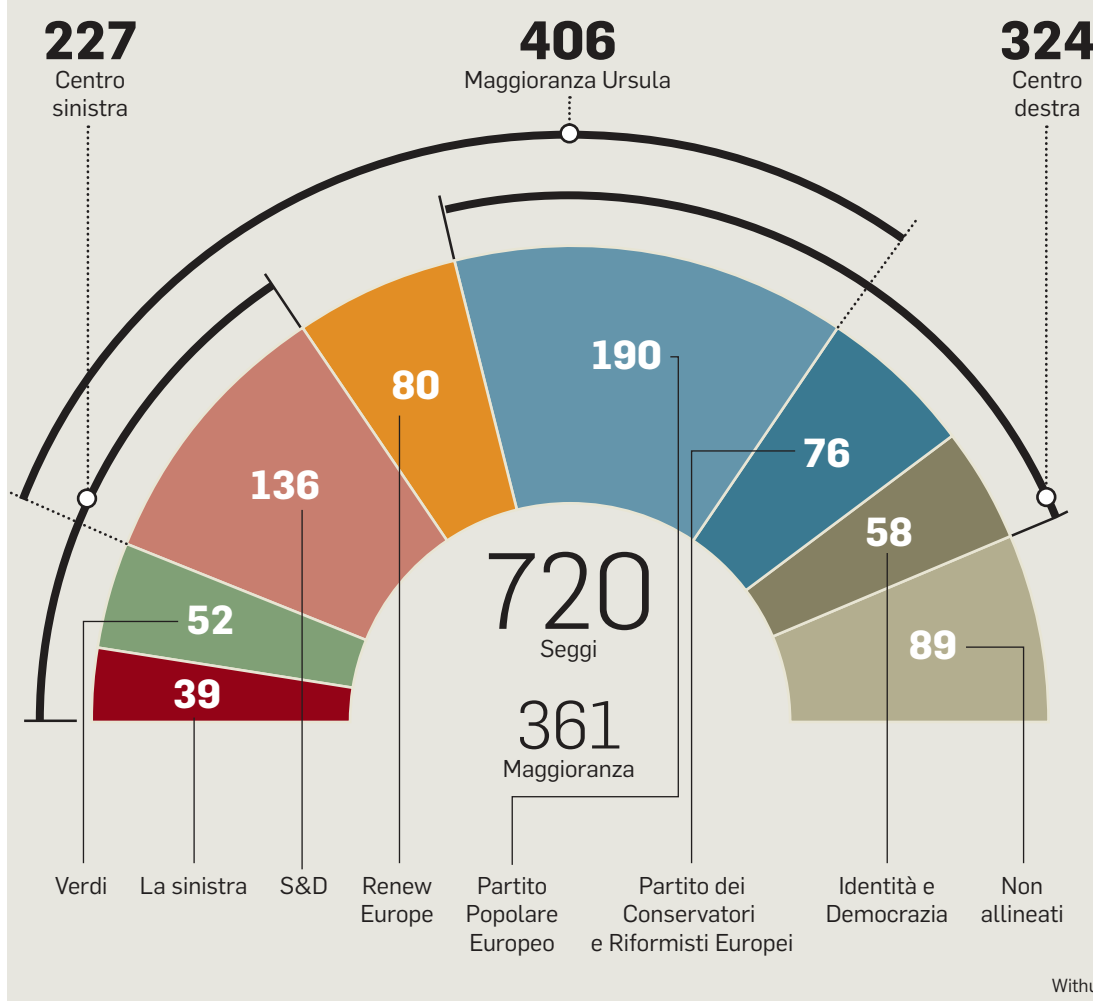 227
Centro
sinistra
406
Maggioranza Ursula
324
Centro
destra
190
80
76
136
58
52
89
39
720
Seggi
361
Maggioranza
Verdi
La sinistra
S&D
Renew
Europe
Partito
Popolare
Europeo
Partito dei
Conservatori
e Riformisti Europei
Identità e
Democrazia
Non
allineati